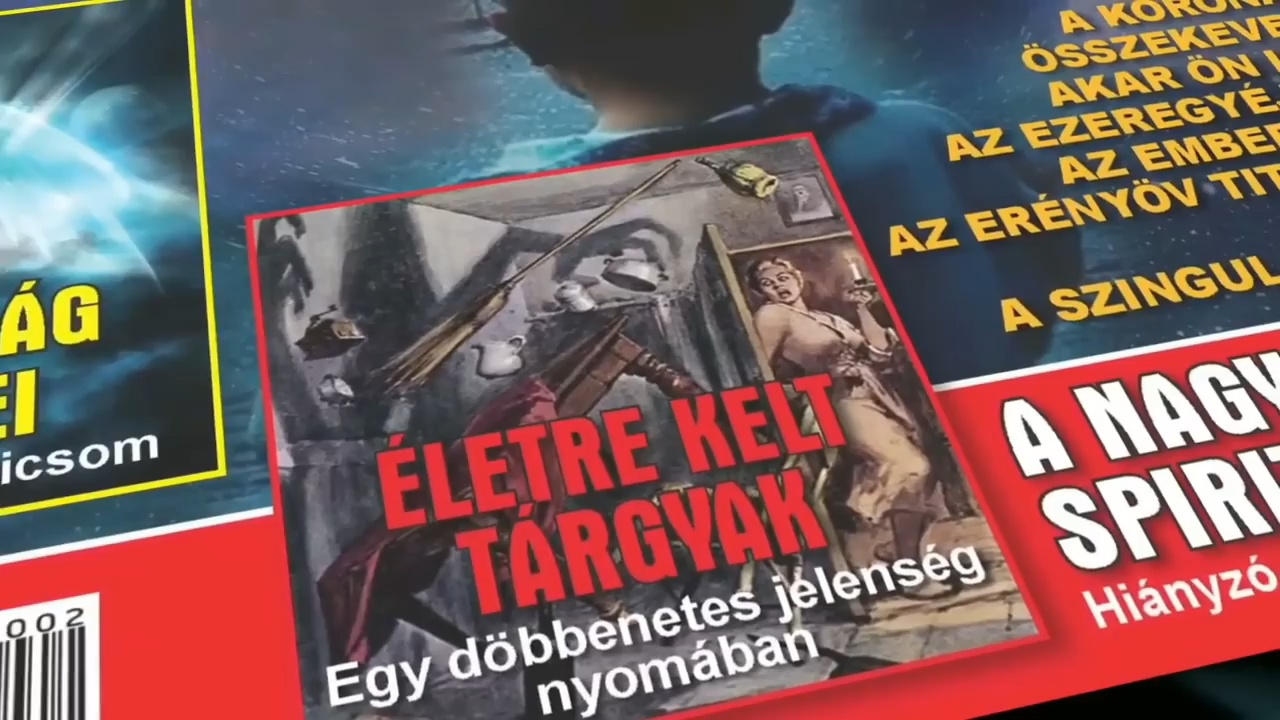 A KORONA
ÖSSZEKEVE
AKAR ÖN I
AZ EZEREGYÉ
AZ EMBE
AZ ERÉNYÖV TIT
A SZINGUL
ÁG
EI
icsom
ÉLETRE KELT
TÁRGYAK
Egy döbbenetes jelenség
nyomában
A NAGY
SPIRI
Hiányzó
002